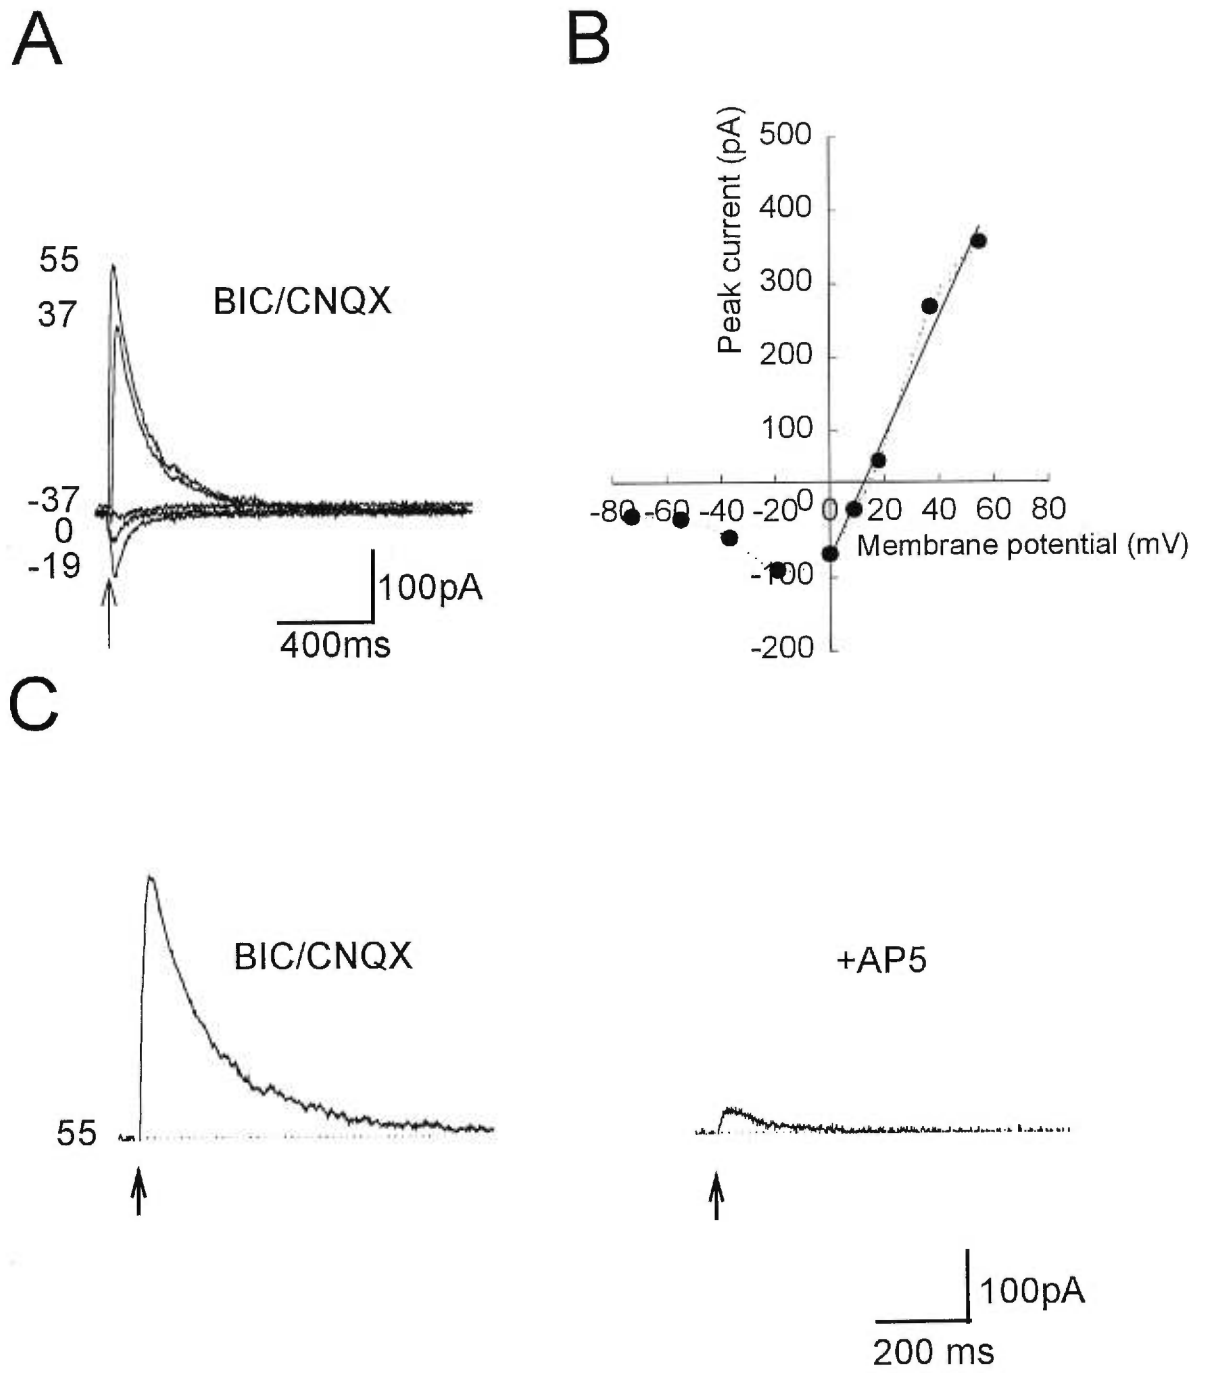 A
B
Peak current (pA)
500
400
300
200
100
0
-100
-200
-80 -60 -40 -20 0 20 40 60 80
Membrane potential (mV)
55
37
BIC/CNQX
-37
0
-19
100pA
400ms
C
BIC/CNQX
+AP5
55
100pA
200 ms